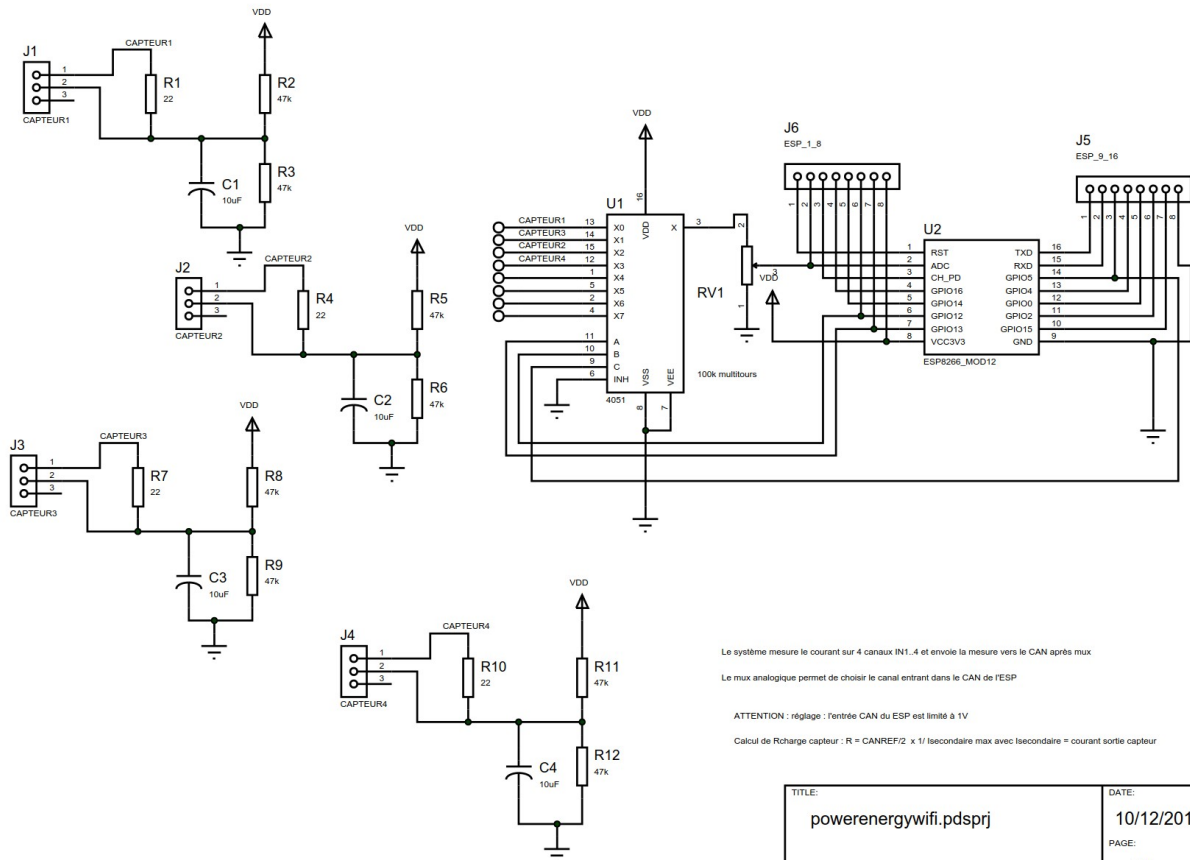 VDD
J1
CAPTEUR1
1
2
3
CAPTEUR1
R1
22
R2
47k
R3
47k
C1
10uF
VDD
J2
CAPTEUR2
1
2
3
CAPTEUR2
R4
22
R5
47k
R6
47k
C2
10uF
VDD
J3
CAPTEUR3
1
2
3
CAPTEUR3
R7
22
R8
47k
R9
47k
C3
10uF
VDD
J4
CAPTEUR4
1
2
3
CAPTEUR4
R10
22
R11
47k
R12
47k
C4
10uF
VDD
16
U1
CAPTEUR1 13 X0
CAPTEUR3 14 X1
CAPTEUR2 15 X2
CAPTEUR4 12 X3
1 X4
5 X5
2 X6
4 X7
11 A
10 B
9 C
6 INH
VDD
X 3
VSS
VEE
8
7
4051
2
3
1
RV1
100k multitours
VDD
J6
ESP_1_8
1 2 3 4 5 6 7 8
J5
ESP_9_16
1 2 3 4 5 6 7 8
U2
1 RST TXD 16
2 ADC RXD 15
3 CH_PD GPIO5 14
4 GPIO16 GPIO4 13
5 GPIO14 GPIO0 12
6 GPIO12 GPIO2 11
7 GPIO13 GPIO15 10
8 VCC3V3 GND 9
ESP8266_MOD12
Le système mesure le courant sur 4 canaux IN1..4 et envoie la mesure vers le CAN après mux
Le mux analogique permet de choisir le canal entrant dans le CAN de l'ESP
ATTENTION : réglage : l'entrée CAN du ESP est limité à 1V
Calcul de Rcharge capteur : R = CANREF/2 x 1/ Isecondaire max avec Isecondaire = courant sortie capteur
TITLE:
powerenergywifi.pdsprj
DATE:
10/12/201
PAGE: